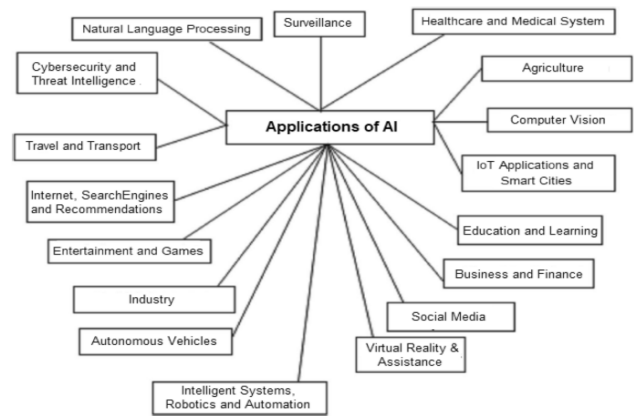 Natural Language Processing
Surveillance
Healthcare and Medical System
Cybersecurity and
Threat Intelligence
Agriculture
Applications of AI
Computer Vision
Travel and Transport
IoT Applications and
Smart Cities
Internet, SearchEngines
and Recommendations
Education and Learning
Entertainment and Games
Business and Finance
Industry
Social Media
Autonomous Vehicles
Virtual Reality &
Assistance
Intelligent Systems,
Robotics and Automation